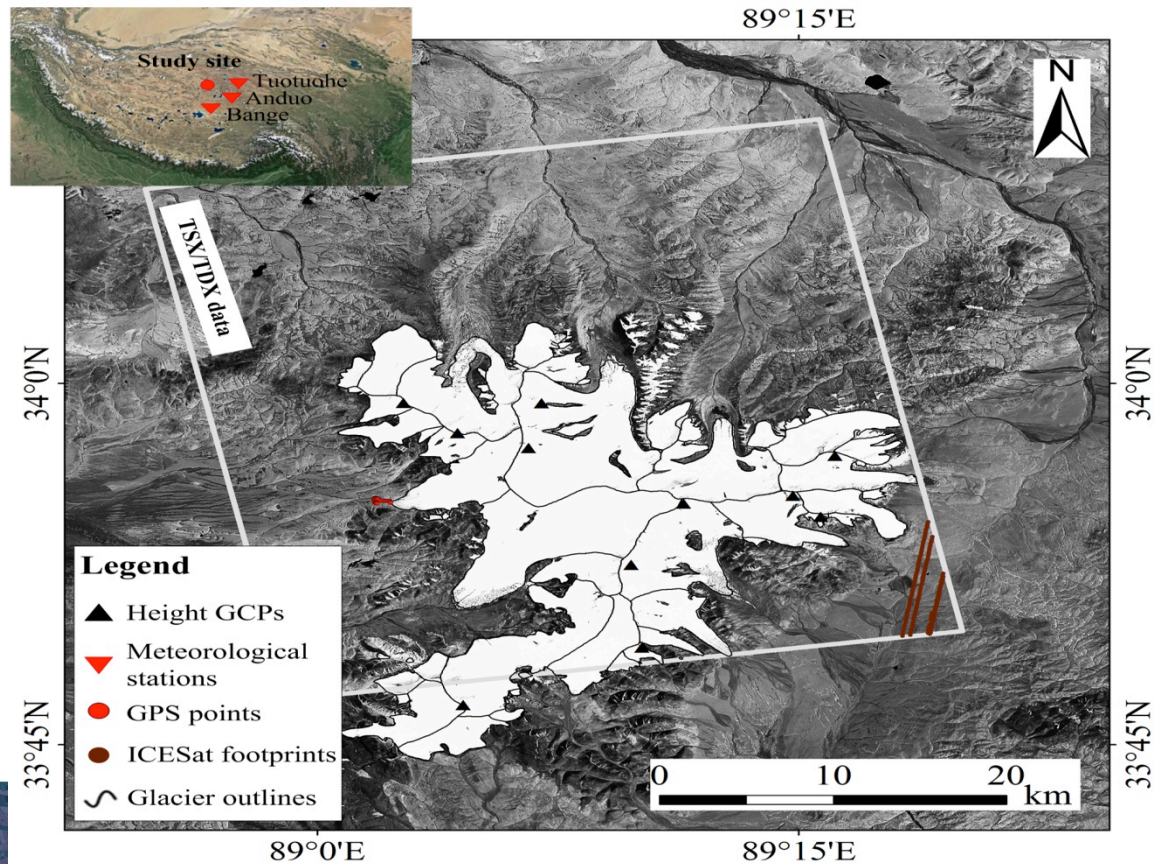 89°15'E
Study site
Tuotuohe
Anduo
Bange
N
TSX/TDX data
34°0'N
34°0'N
Legend
Height GCPs
Meteorological
stations
GPS points
ICESat footprints
Glacier outlines
33°45'N
33°45'N
0 10 20
km
89°0'E
89°15'E